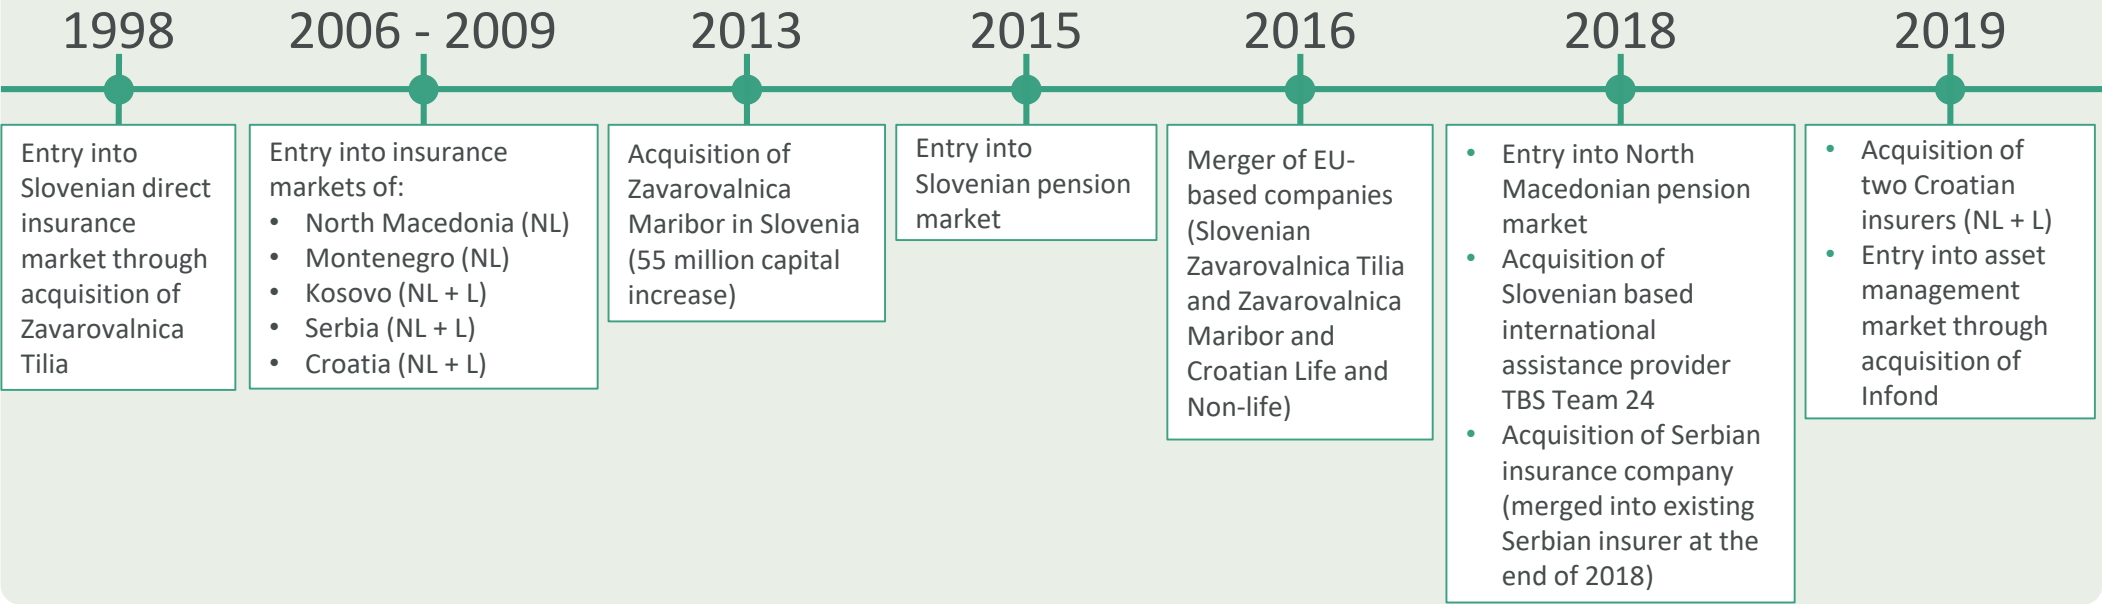 1998
Entry into
Slovenian direct
insurance
market through
acquisition of
Zavarovalnica
Tilia
2006 - 2009
Entry into insurance
markets of:
• North Macedonia (NL)
• Montenegro (NL)
• Kosovo (NL + L)
• Serbia (NL + L)
• Croatia (NL + L)
2013
Acquisition of
Zavarovalnica
Maribor in Slovenia
(55 million capital
increase)
2015
Entry into
Slovenian pension
market
2016
Merger of EU-
based companies
(Slovenian
Zavarovalnica Tilia
and Zavarovalnica
Maribor and
Croatian Life and
Non-life)
2018
• Entry into North
Macedonian pension
market
• Acquisition of
Slovenian based
international
assistance provider
TBS Team 24
• Acquisition of Serbian
insurance company
(merged into existing
Serbian insurer at the
end of 2018)
2019
• Acquisition of
two Croatian
insurers (NL + L)
• Entry into asset
management
market through
acquisition of
Infond